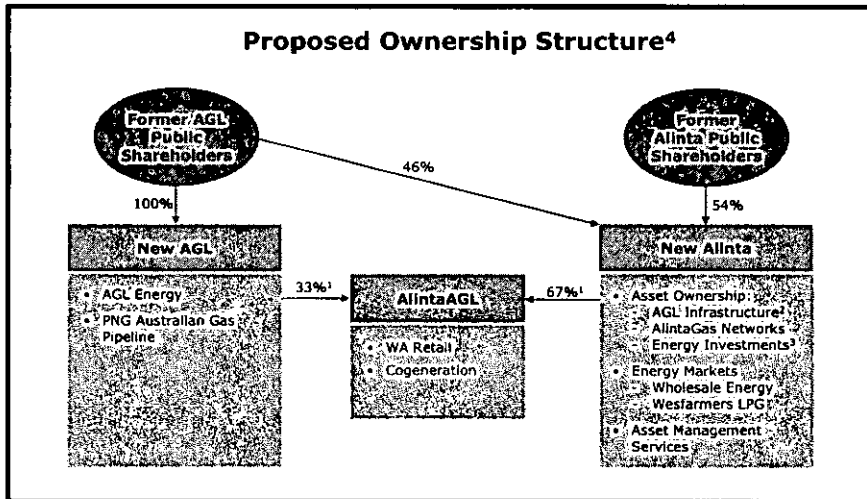 Proposed Ownership Structure⁴
Former AGL
Public
Shareholders
Former
Alinta Public
Shareholders
46%
100%
54%
New AGL
New Alinta
• AGL Energy
• PNG Australian Gas
Pipeline
33%¹
AlintaAGL
67%¹
• WA Retail
• Cogeneration
• Asset Ownership:
- AGL Infrastructure²
- AlintaGas Networks
- Energy Investments³
• Energy Markets
- Wholesale Energy
- Wesfarmers LPG
• Asset Management
Services